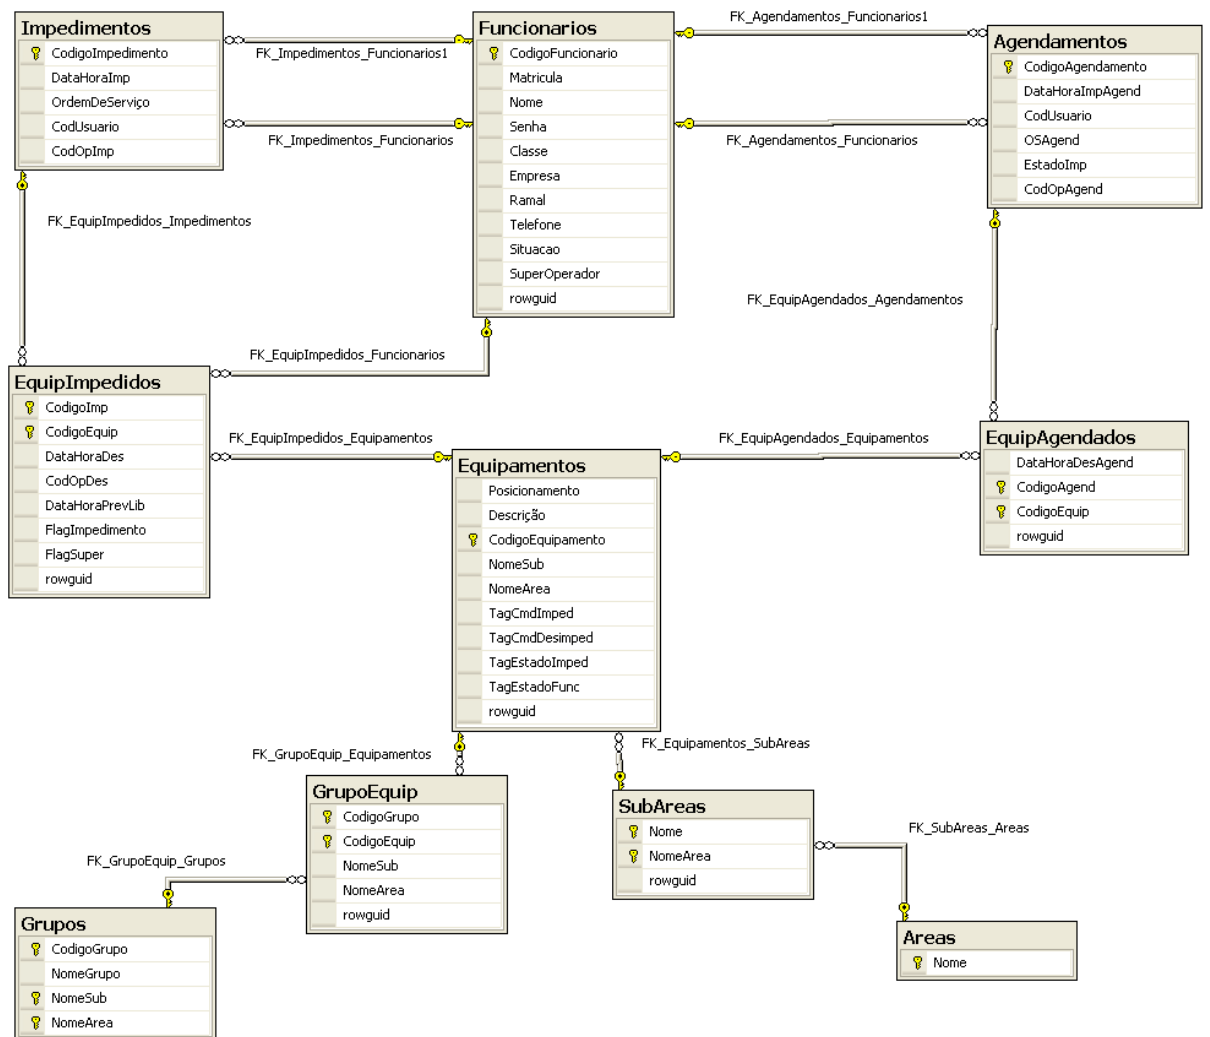 Impedimentos
CodigoImpedimento
DataHoraImp
OrdemDeServiço
CodUsuario
CodOpImp
FK_Impedimentos_Funcionarios1
FK_Impedimentos_Funcionarios
Funcionarios
CodigoFuncionario
Matricula
Nome
Senha
Classe
Empresa
Ramal
Telefone
Situacao
SuperOperador
rowguid
FK_Agendamentos_Funcionarios1
FK_Agendamentos_Funcionarios
Agendamentos
CodigoAgendamento
DataHoraImpAgend
CodUsuario
OSAgend
EstadoImp
CodOpAgend
FK_EquipImpedidos_Impedimentos
FK_EquipAgendados_Agendamentos
FK_EquipImpedidos_Funcionarios
EquipImpedidos
CodigoImp
CodigoEquip
DataHoraDes
CodOpDes
DataHoraPrevLib
FlagImpedimento
FlagSuper
rowguid
FK_EquipImpedidos_Equipamentos
Equipamentos
Posicionamento
Descrição
CodigoEquipamento
NomeSub
NomeArea
TagCmdImped
TagCmdDesimped
TagEstadoImped
TagEstadoFunc
rowguid
FK_EquipAgendados_Equipamentos
EquipAgendados
DataHoraDesAgend
CodigoAgend
CodigoEquip
rowguid
FK_GrupoEquip_Equipamentos
FK_Equipamentos_SubAreas
GrupoEquip
CodigoGrupo
CodigoEquip
NomeSub
NomeArea
rowguid
SubAreas
Nome
NomeArea
rowguid
FK_SubAreas_Areas
FK_GrupoEquip_Grupos
Grupos
CodigoGrupo
NomeGrupo
NomeSub
NomeArea
Areas
Nome